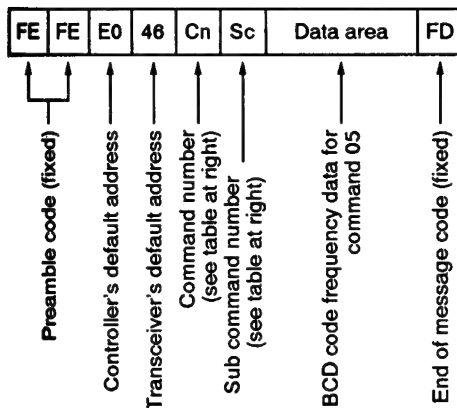 FE FE E0 46 Cn Sc Data area FD
Preamble code (fixed)
Controller's default address
Transceiver's default address
Command number
(see table at right)
Sub command number
(see table at right)
BCD code frequency data for
command 05
End of message code (fixed)